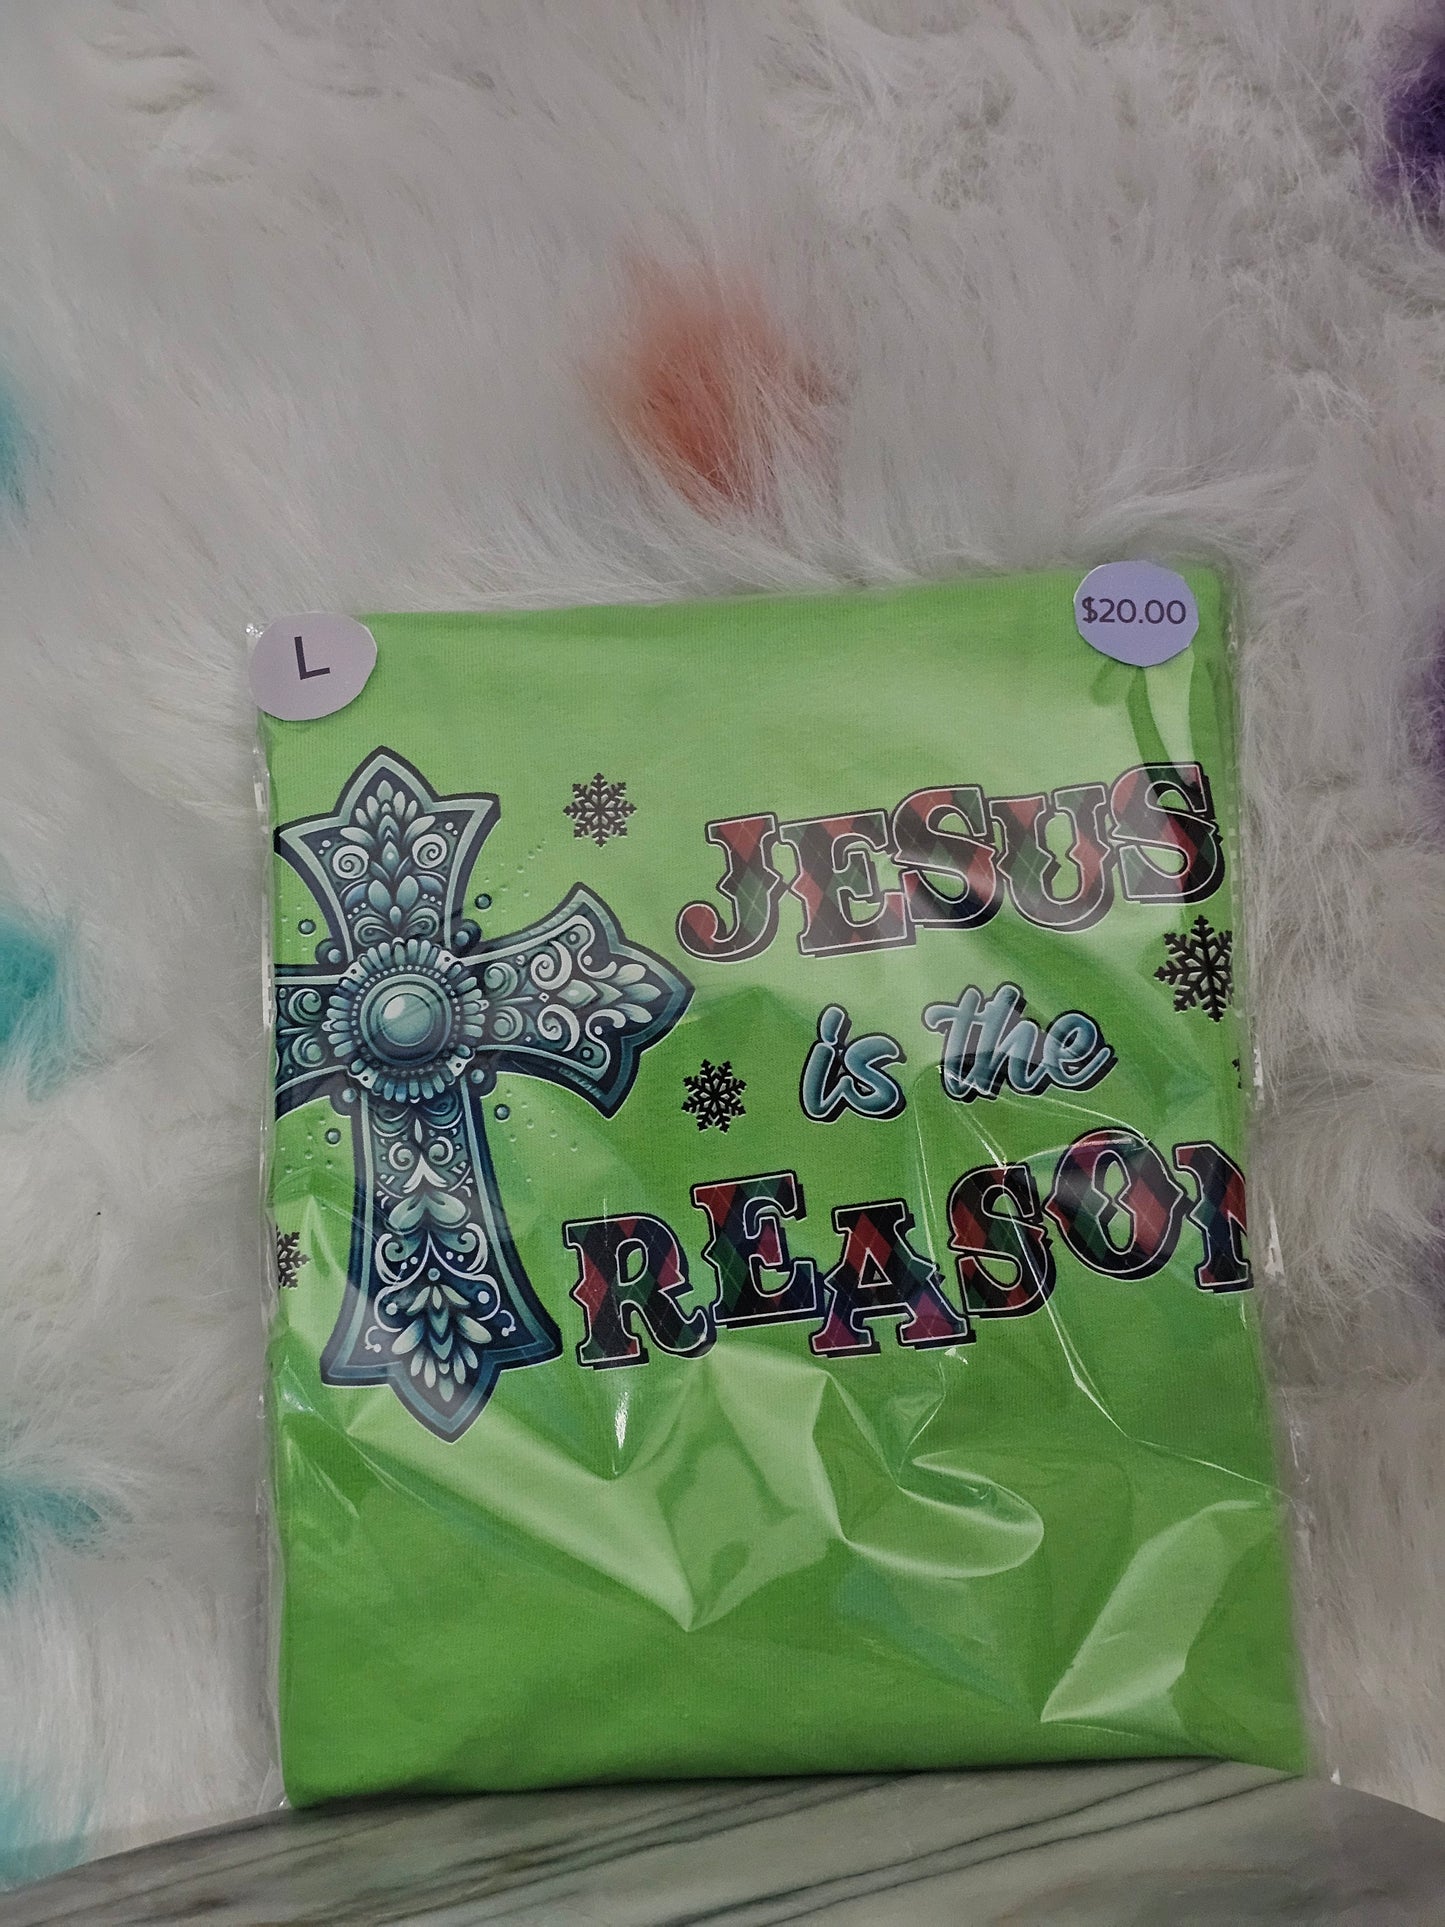 L
$20.00
JESUS
is the
REASON